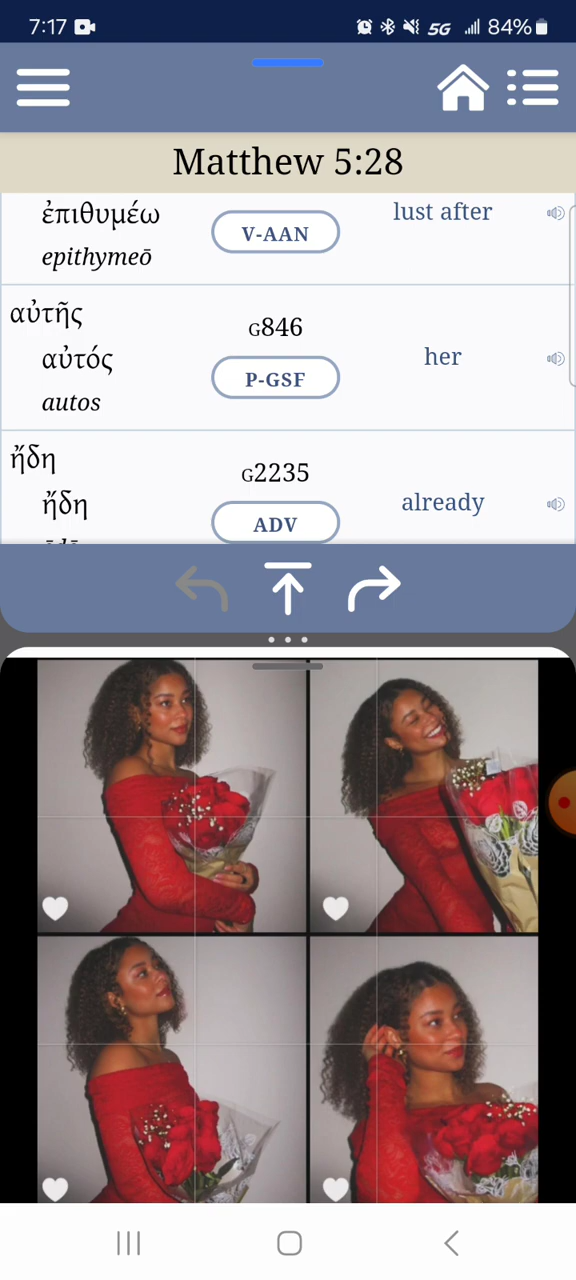 7:17
5G
84%
Matthew 5:28
ἐπιθυμέω
epithymeō
V-AAN
lust after
αὐτῆς
αὐτός
autos
G846
P-GSF
her
ἤδη
ἤδη
G2235
ADV
already